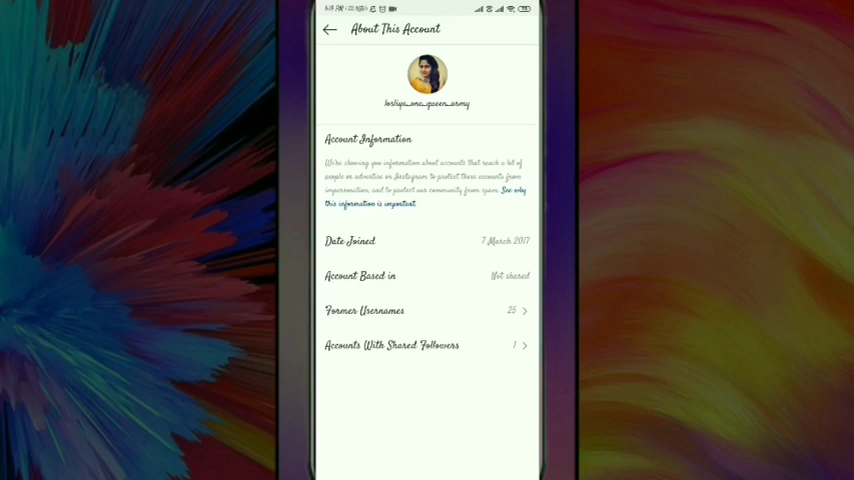 About This Account
loshya_one_queen_army
Account Information
We're showing you information about accounts that reach a lot of
people or advertise on Instagram to protect these accounts from
impersonation, and to protect our community from spam. See why
this information is important.
Date Joined 7 March 2017
Account Based in Not shared
Former Usernames 25
Accounts With Shared Followers 1